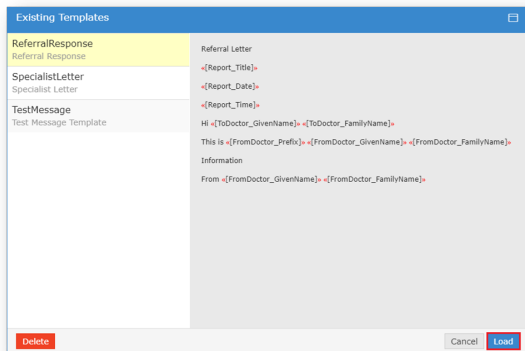 Existing Templates
ReferralResponse
Referral Response
SpecialistLetter
Specialist Letter
TestMessage
Test Message Template
Referral Letter
«[Report_Title]»
«[Report_Date]»
«[Report_Time]»
Hi «[ToDoctor_GivenName]» «[ToDoctor_FamilyName]»
This is «[FromDoctor_Prefix]» «[FromDoctor_GivenName]» «[FromDoctor_FamilyName]»
Information
From «[FromDoctor_GivenName]» «[FromDoctor_FamilyName]»
Delete
Cancel Load